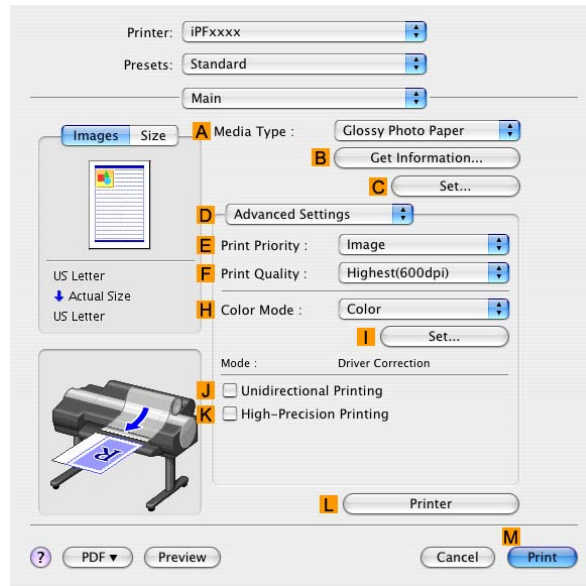 Printer: iPFxxxx
Presets: Standard
Main
Images Size
A Media Type : Glossy Photo Paper
B Get Information...
C Set...
D Advanced Settings
E Print Priority : Image
F Print Quality : Highest(600dpi)
H Color Mode : Color
I Set...
Mode : Driver Correction
J Unidirectional Printing
K High-Precision Printing
US Letter
Actual Size
US Letter
R
L Printer
M
? PDF Preview Cancel Print